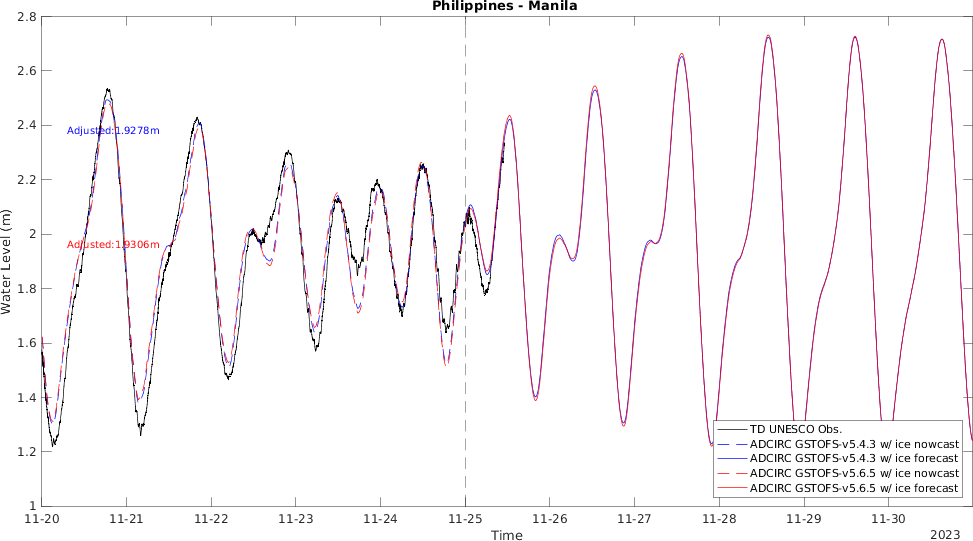 Philippines - Manila
2.8
2.6
2.4
2.2
2
1.8
1.6
1.4
1.2
1
Water Level (m)
Adjusted:1.9278m
Adjusted:1.9306m
TD UNESCO Obs.
ADCIRC GSTOFS-v5.4.3 w/ ice nowcast
ADCIRC GSTOFS-v5.4.3 w/ ice forecast
ADCIRC GSTOFS-v5.6.5 w/ ice nowcast
ADCIRC GSTOFS-v5.6.5 w/ ice forecast
11-20 11-21 11-22 11-23 11-24 11-25 11-26 11-27 11-28 11-29 11-30
Time
2023